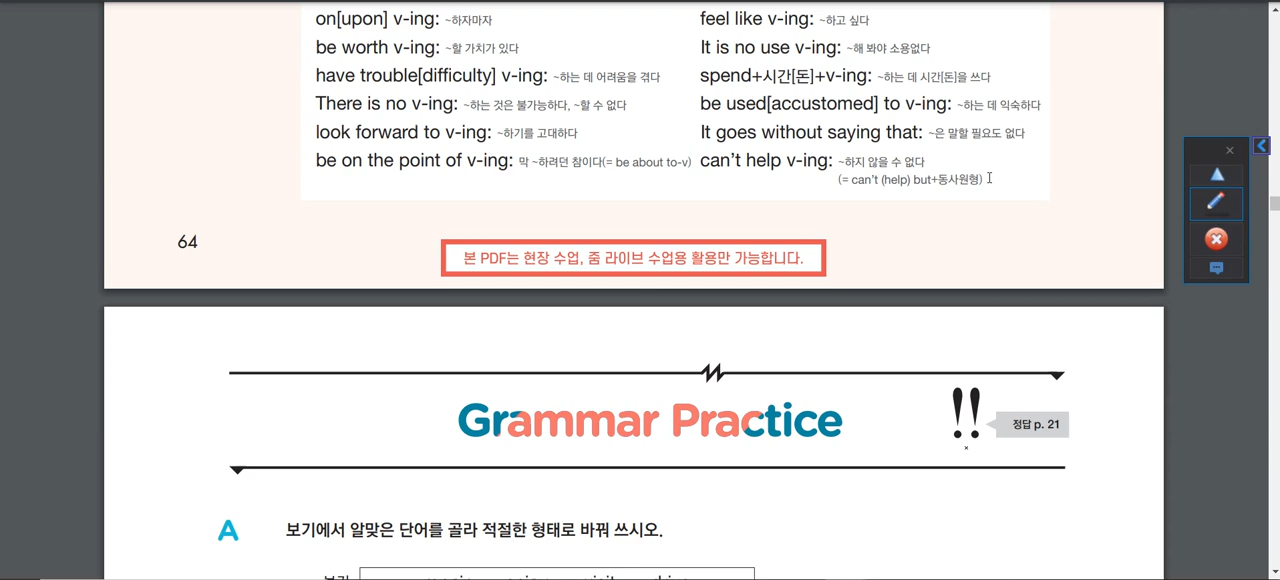 on[upon] v-ing: ~하자마자
be worth v-ing: ~할 가치가 있다
have trouble[difficulty] v-ing: ~하는 데 어려움을 겪다
There is no v-ing: ~하는 것은 불가능하다, ~할 수 없다
look forward to v-ing: ~하기를 고대하다
be on the point of v-ing: 막 ~하려던 참이다(= be about to-v)
feel like v-ing: ~하고 싶다
It is no use v-ing: ~해 봐야 소용없다
spend+시간[돈]+v-ing: ~하는 데 시간[돈]을 쓰다
be used[accustomed] to v-ing: ~하는 데 익숙하다
It goes without saying that: ~은 말할 필요도 없다
can't help v-ing: ~하지 않을 수 없다
(= can't (help) but+동사원형)
64
본 PDF는 현장 수업, 줌 라이브 수업용 활용만 가능합니다.
Grammar Practice
!!
정답 p. 21
A 보기에서 알맞은 단어를 골라 적절한 형태로 바꿔 쓰시오.